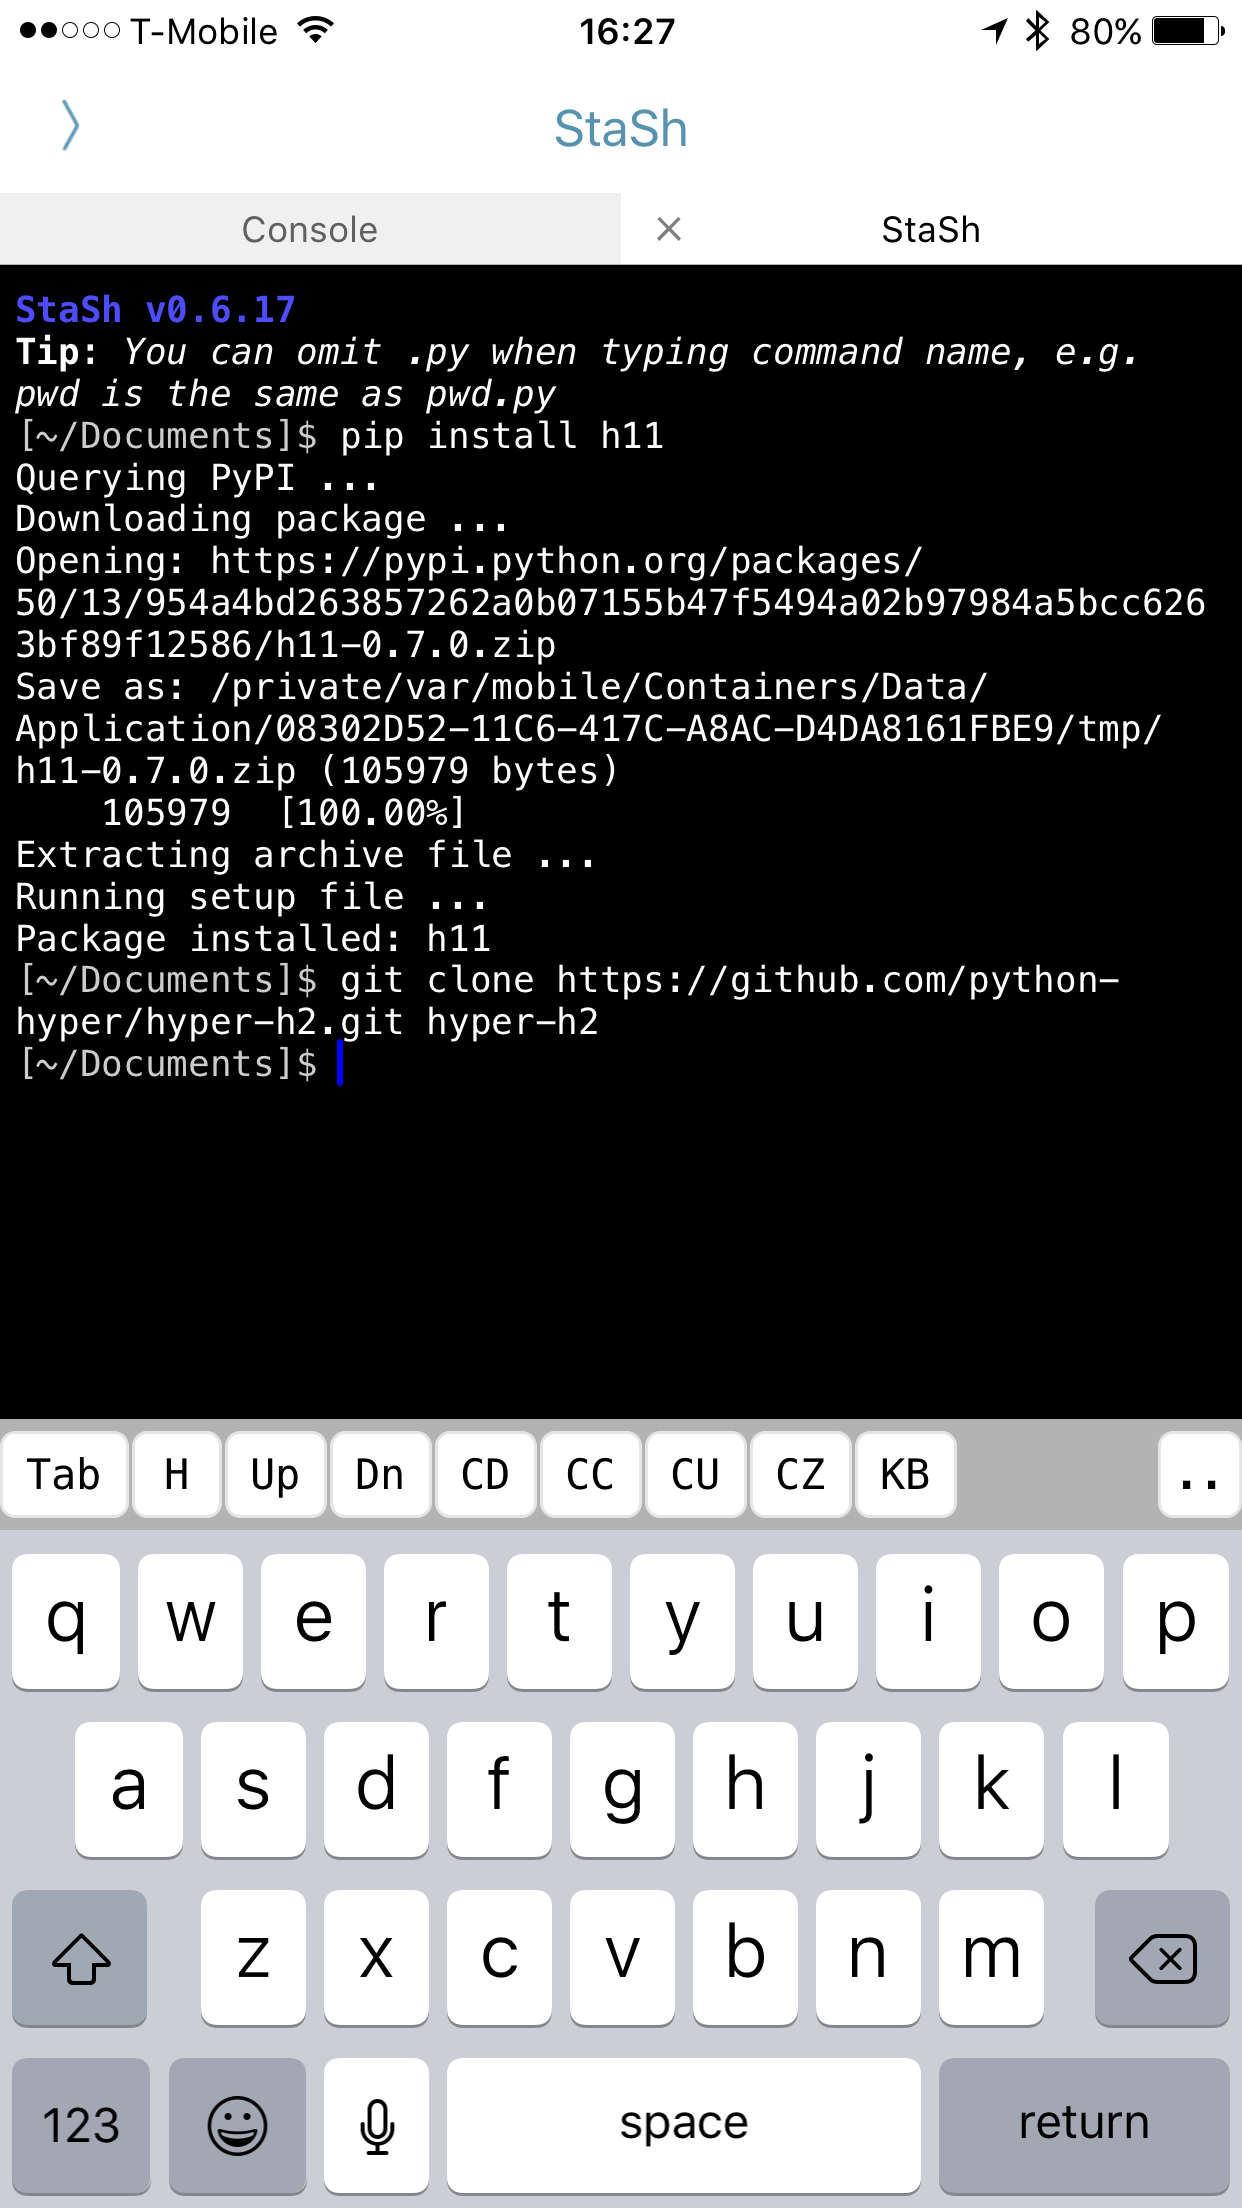 T-Mobile 16:27 80%
StaSh
Console StaSh
StaSh v0.6.17
Tip: You can omit .py when typing command name, e.g.
pwd is the same as pwd.py
[~/Documents]$ pip install h11
Querying PyPI ...
Downloading package ...
Opening: https://pypi.python.org/packages/
50/13/954a4bd263857262a0b07155b47f5494a02b97984a5bcc626
3bf89f12586/h11-0.7.0.zip
Save as: /private/var/mobile/Containers/Data/
Application/08302D52-11C6-417C-A8AC-D4DA8161FBE9/tmp/
h11-0.7.0.zip (105979 bytes)
105979 [100.00%]
Extracting archive file ...
Running setup file ...
Package installed: h11
[~/Documents]$ git clone https://github.com/python-
hyper/hyper-h2.git hyper-h2
[~/Documents]$
Tab H Up Dn CD CC CU CZ KB ..
q w e r t y u i o p
a s d f g h j k l
z x c v b n m
123 space return